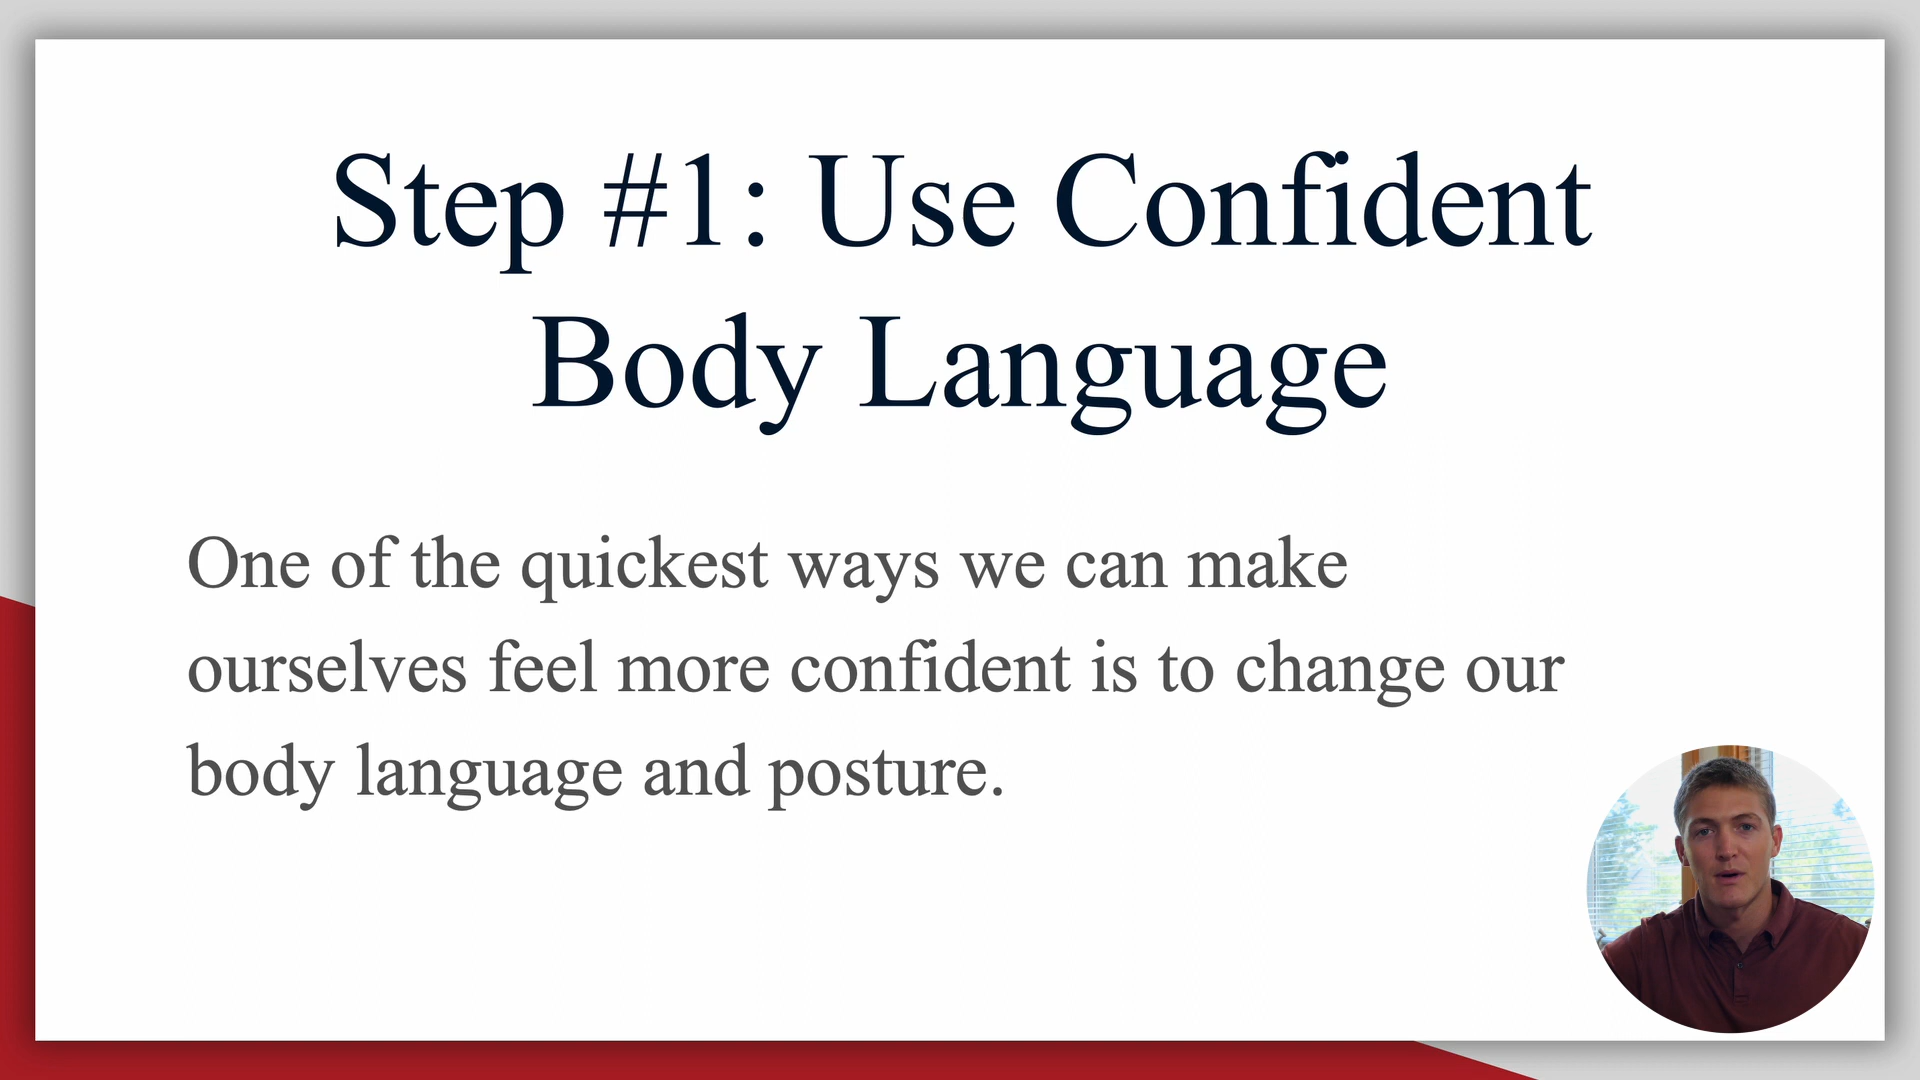 Step #1: Use Confident
Body Language
One of the quickest ways we can make
ourselves feel more confident is to change our
body language and posture.